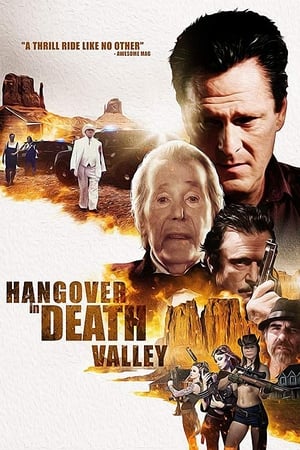 "A THRILL RIDE LIKE NO OTHER"
- AWESOME MAG
HANGOVER
in DEATH
VALLEY